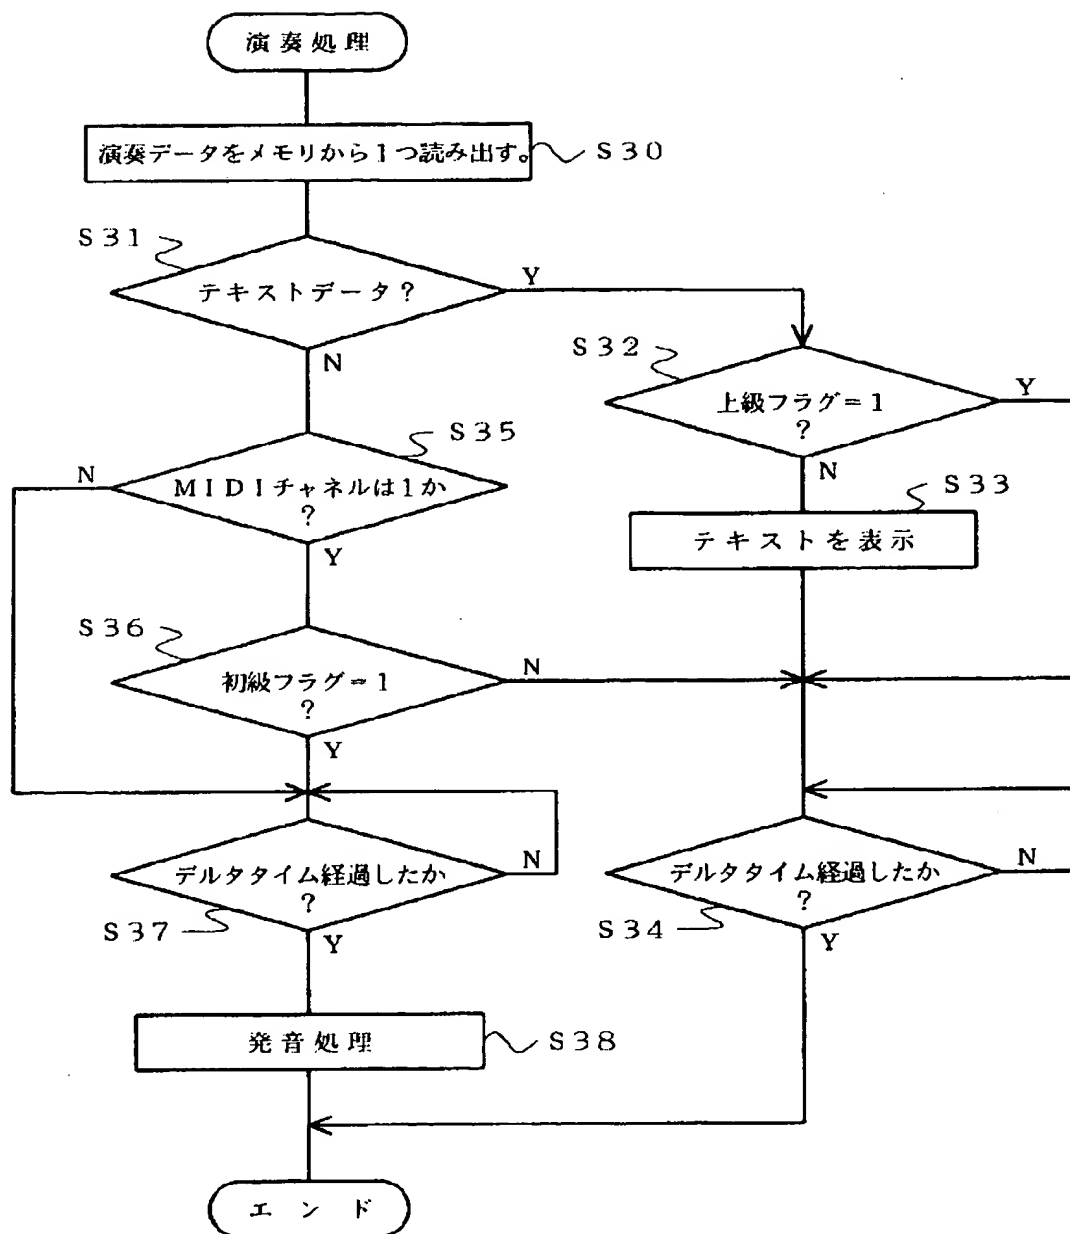 演奏処理
演奏データをメモリから1つ読み出す。
S30
S31
テキストデータ?
Y
N
S32
上級フラグ=1
?
Y
N
S33
テキストを表示
S35
MIDIチャネルは1か
?
N
Y
S36
初級フラグ=1
?
N
Y
デルタタイム経過したか
?
N
S37
Y
デルタタイム経過したか
?
N
S34
Y
発音処理
S38
エンド